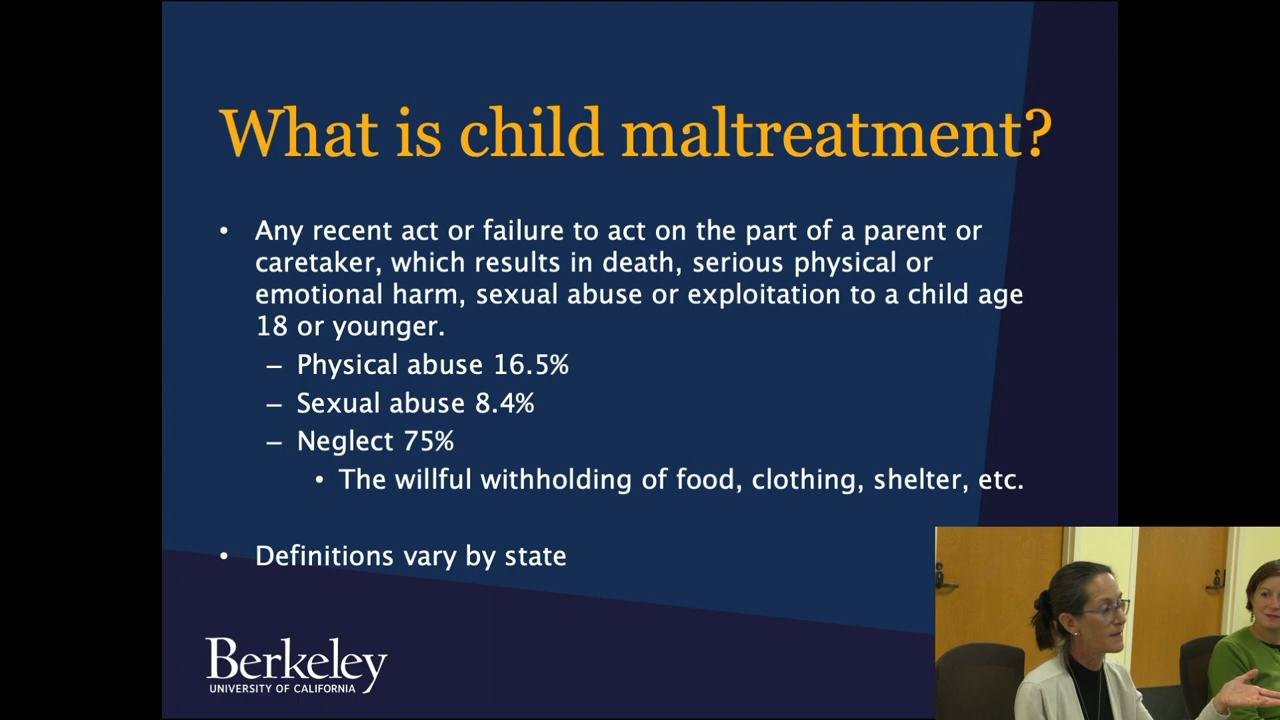 What is child maltreatment?
• Any recent act or failure to act on the part of a parent or
caretaker, which results in death, serious physical or
emotional harm, sexual abuse or exploitation to a child age
18 or younger.
– Physical abuse 16.5%
– Sexual abuse 8.4%
– Neglect 75%
• The willful withholding of food, clothing, shelter, etc.
• Definitions vary by state
Berkeley
UNIVERSITY OF CALIFORNIA